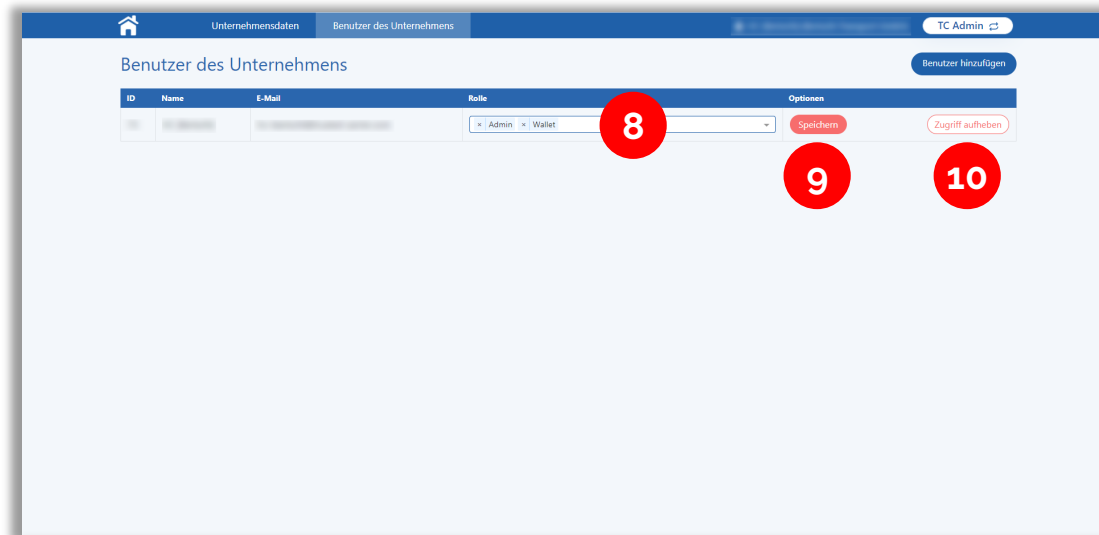 Unternehmensdaten Benutzer des Unternehmens TC Admin
Benutzer des Unternehmens Benutzer hinzufügen
ID Name E-Mail Rolle Optionen
× Admin × Wallet 8 Speichern Zugriff aufheben
9 10